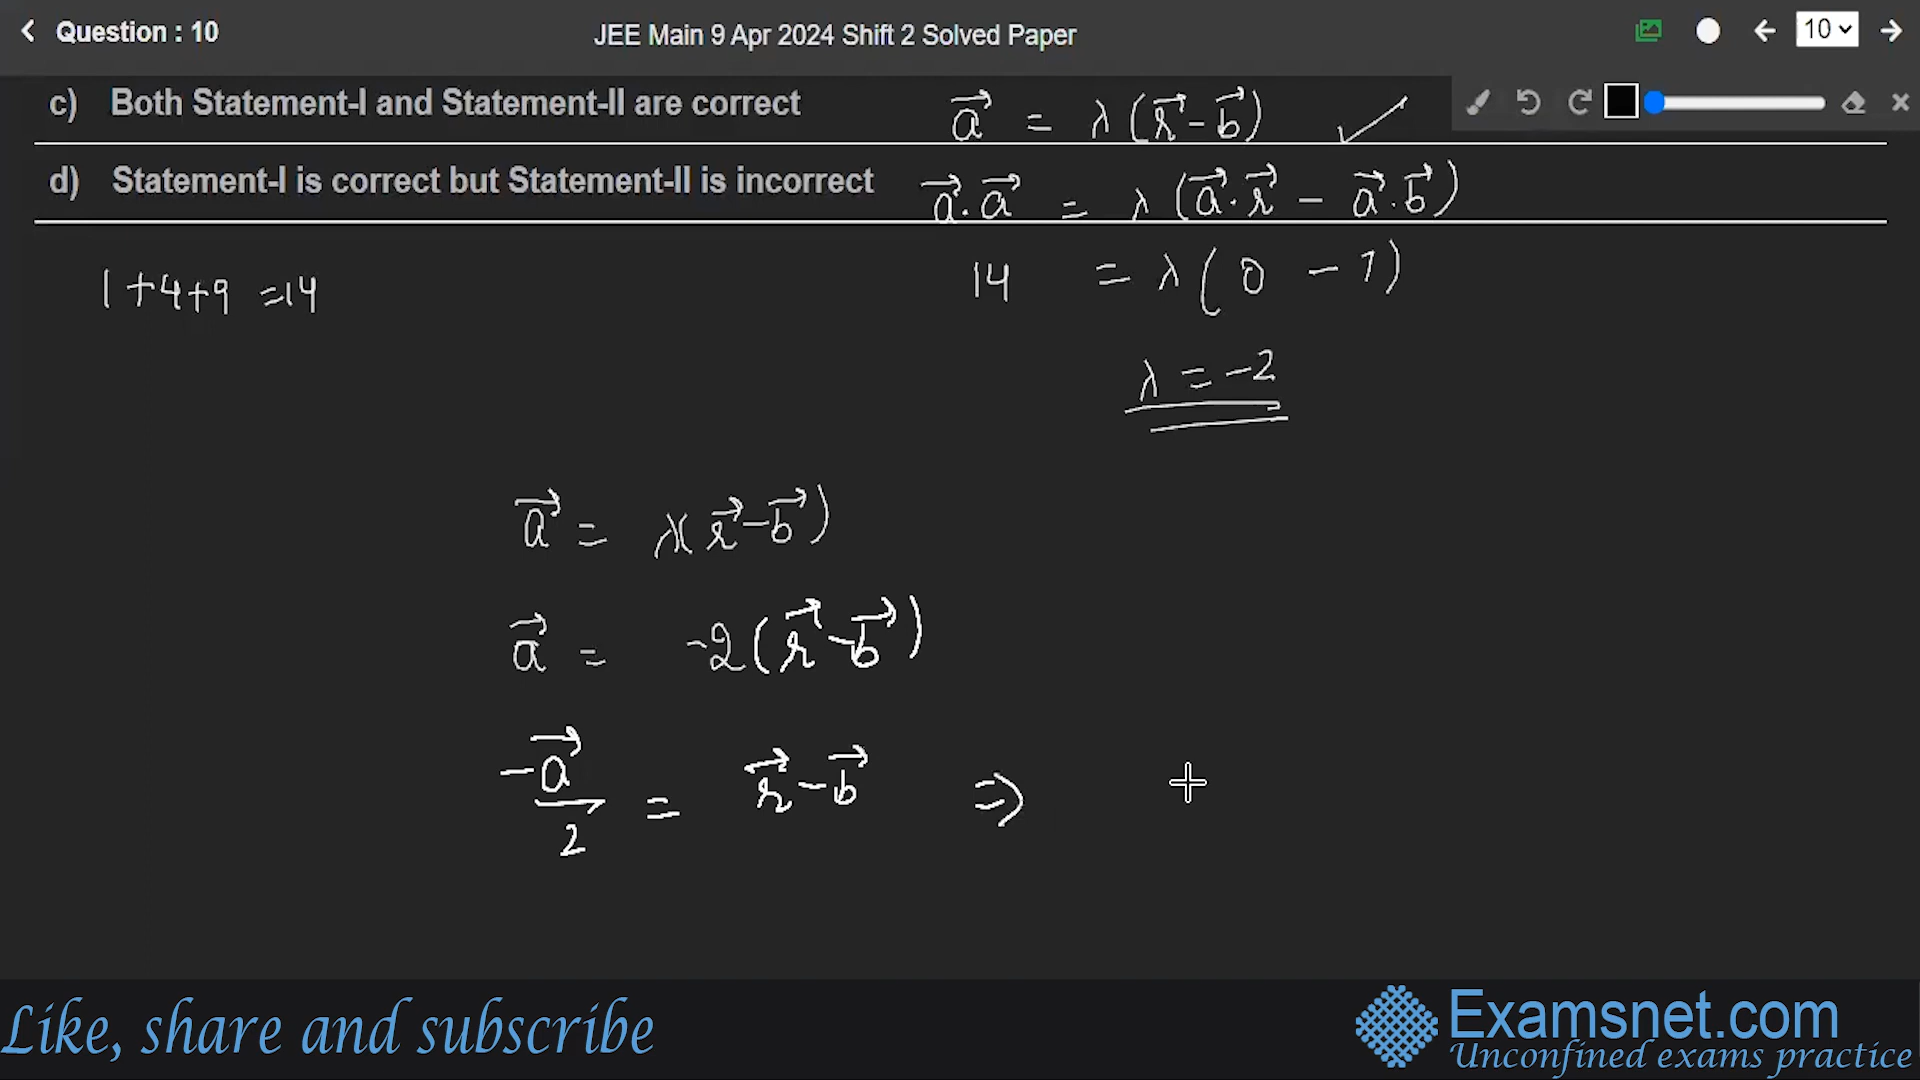 Question : 10
JEE Main 9 Apr 2024 Shift 2 Solved Paper
10
c) Both Statement-I and Statement-II are correct
a⃗ = λ(r⃗ - b⃗) ✓
d) Statement-I is correct but Statement-II is incorrect
a⃗.a⃗ = λ(a⃗.r⃗ - a⃗.b⃗)
1+4+9 =14
14 = λ(0 - 7)
λ = -2
a⃗ = λ(r⃗-b⃗)
a⃗ = -2(r⃗-b⃗)
-a⃗/2 = r⃗-b⃗ ⇒
Like, share and subscribe
Examsnet.com
Unconfined exams practice